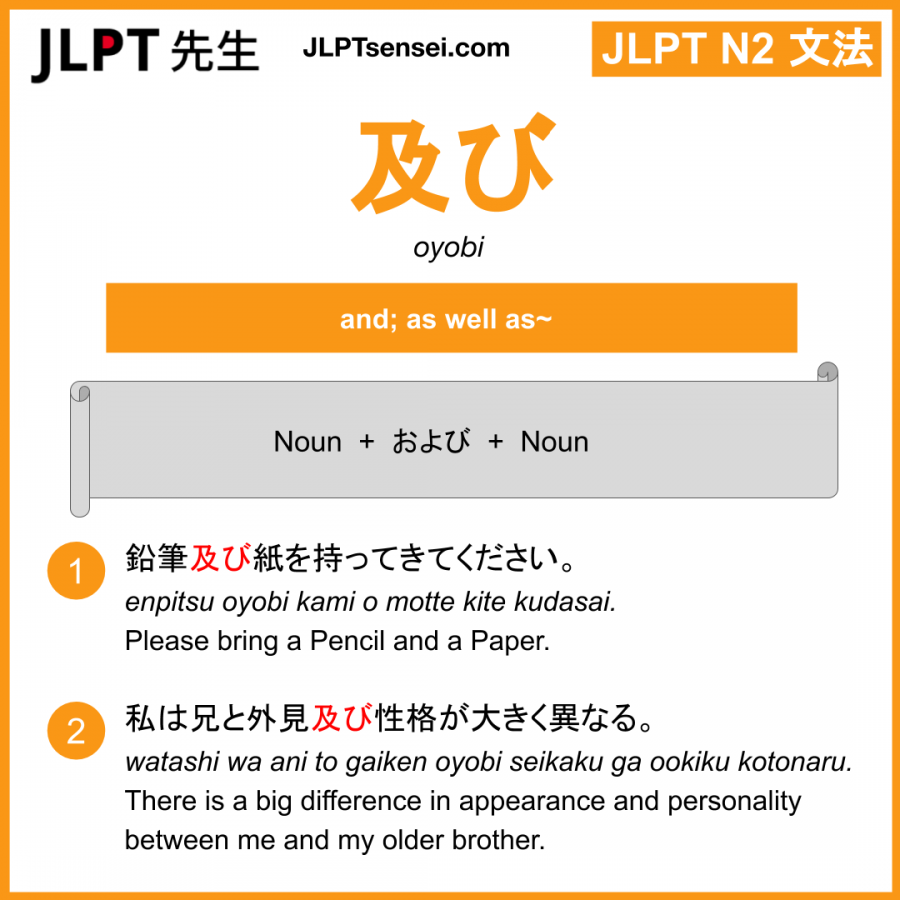 JLPT 先生
JLPTsensei.com
JLPT N2 文法
及び
oyobi
and; as well as~
Noun + および + Noun
1
鉛筆及び紙を持ってきてください。
enpitsu oyobi kami o motte kite kudasai.
Please bring a Pencil and a Paper.
2
私は兄と外見及び性格が大きく異なる。
watashi wa ani to gaiken oyobi seikaku ga ookiku kotonaru.
There is a big difference in appearance and personality
between me and my older brother.